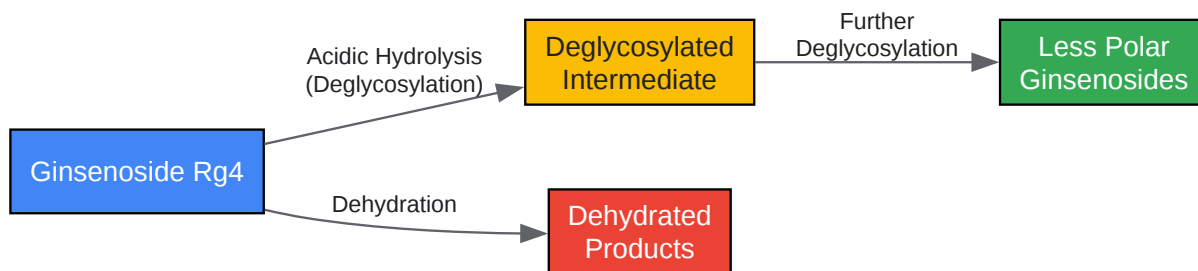 Ginsenoside Rg4
Acidic Hydrolysis
(Deglycosylation)
Deglycosylated
Intermediate
Further
Deglycosylation
Less Polar
Ginsenosides
Dehydration
Dehydrated
Products